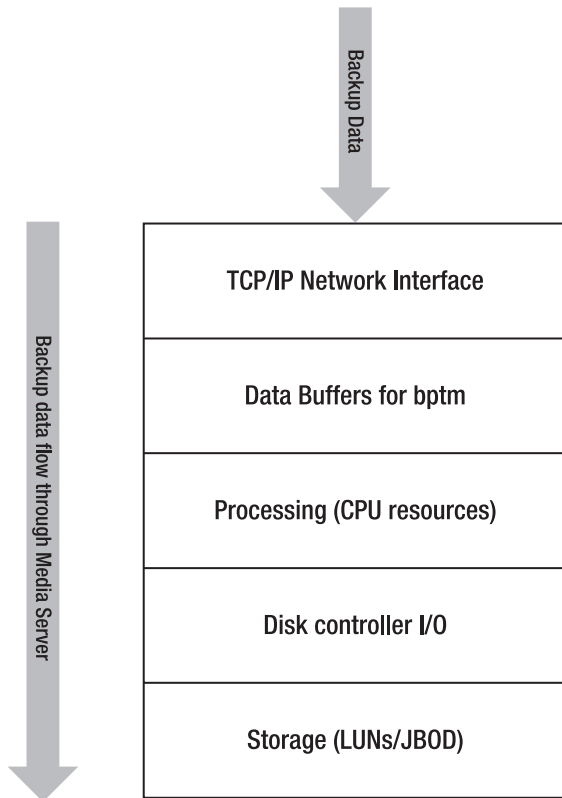 Backup Data
Backup data flow through Media Server
TCP/IP Network Interface
Data Buffers for bptm
Processing (CPU resources)
Disk controller I/O
Storage (LUNs/JBOD)